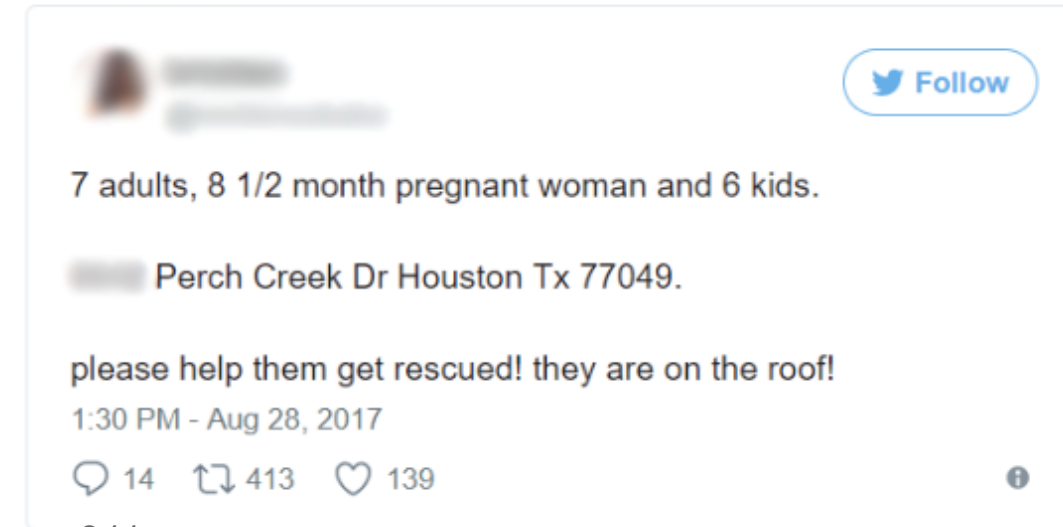 Follow
7 adults, 8 1/2 month pregnant woman and 6 kids.
Perch Creek Dr Houston Tx 77049.
please help them get rescued! they are on the roof!
1:30 PM - Aug 28, 2017
14 413 139